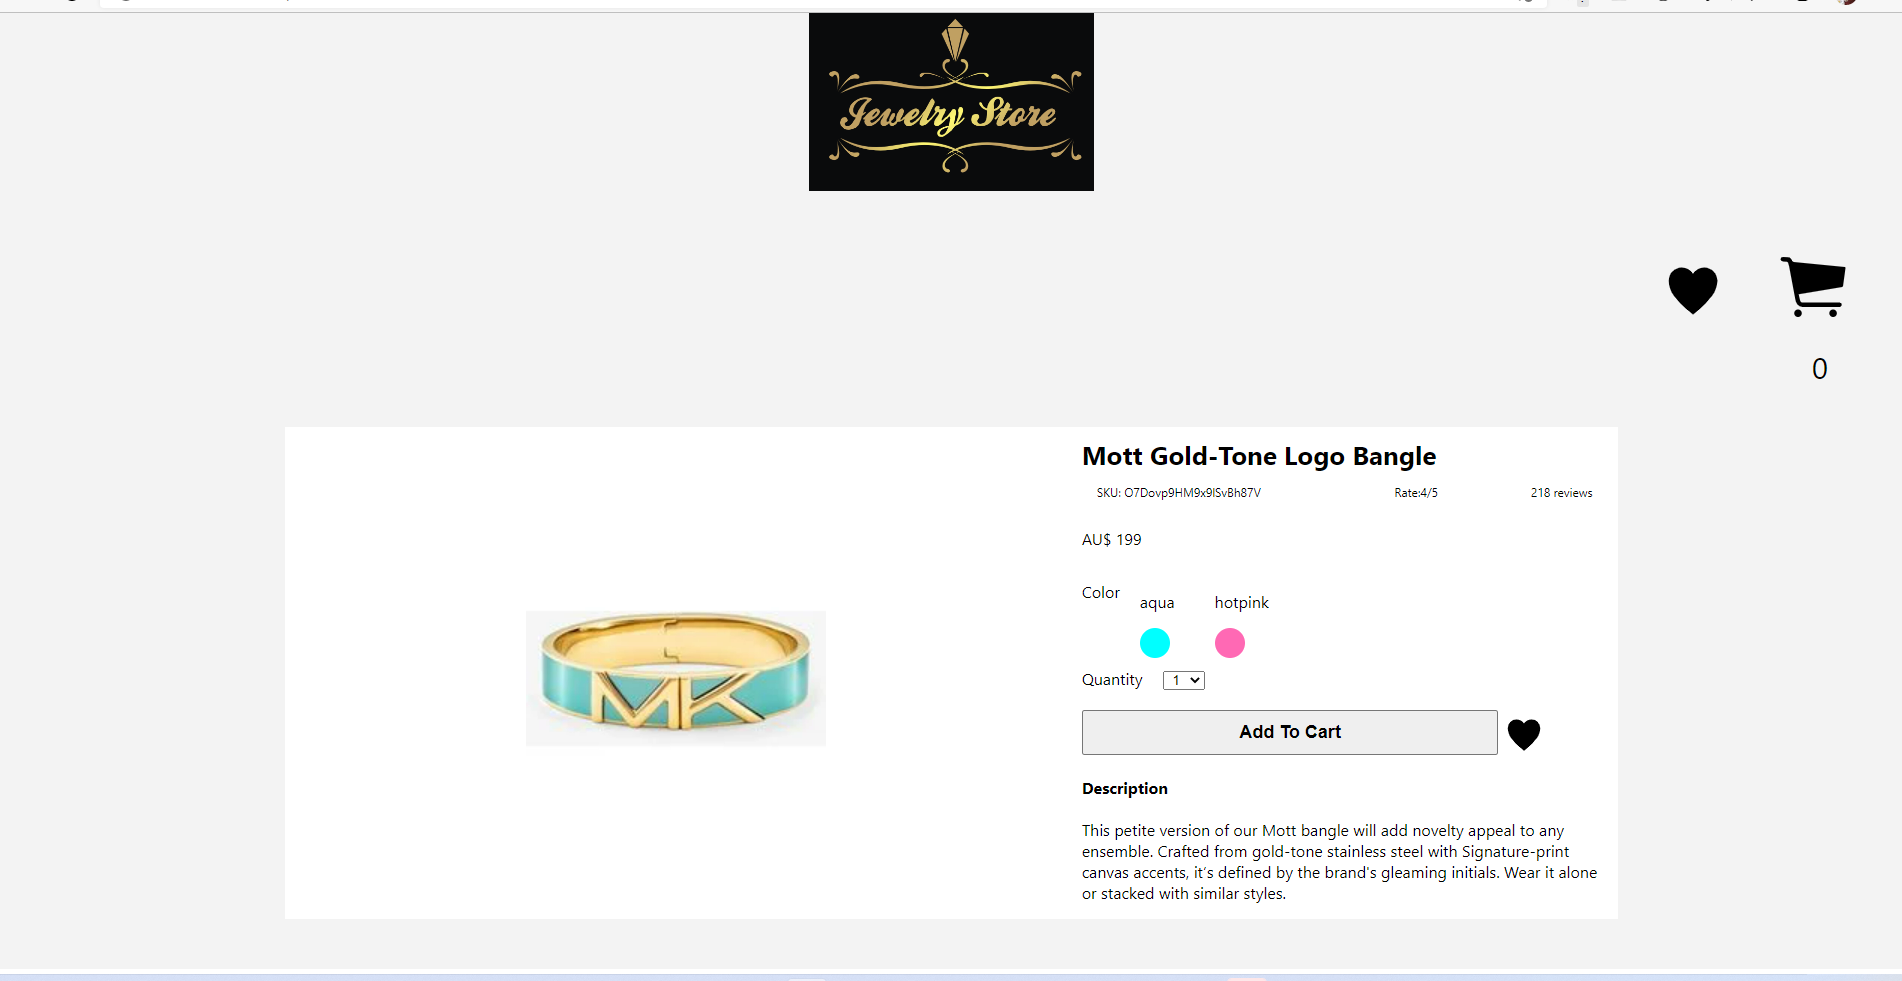 Jewelry Store
0
Mott Gold-Tone Logo Bangle
SKU: O7Dovp9HM9x9ISvBh87V Rate:4/5 218 reviews
AU$ 199
Color
aqua hotpink
Quantity 1
Add To Cart
Description
This petite version of our Mott bangle will add novelty appeal to any
ensemble. Crafted from gold-tone stainless steel with Signature-print
canvas accents, it's defined by the brand's gleaming initials. Wear it alone
or stacked with similar styles.
MK